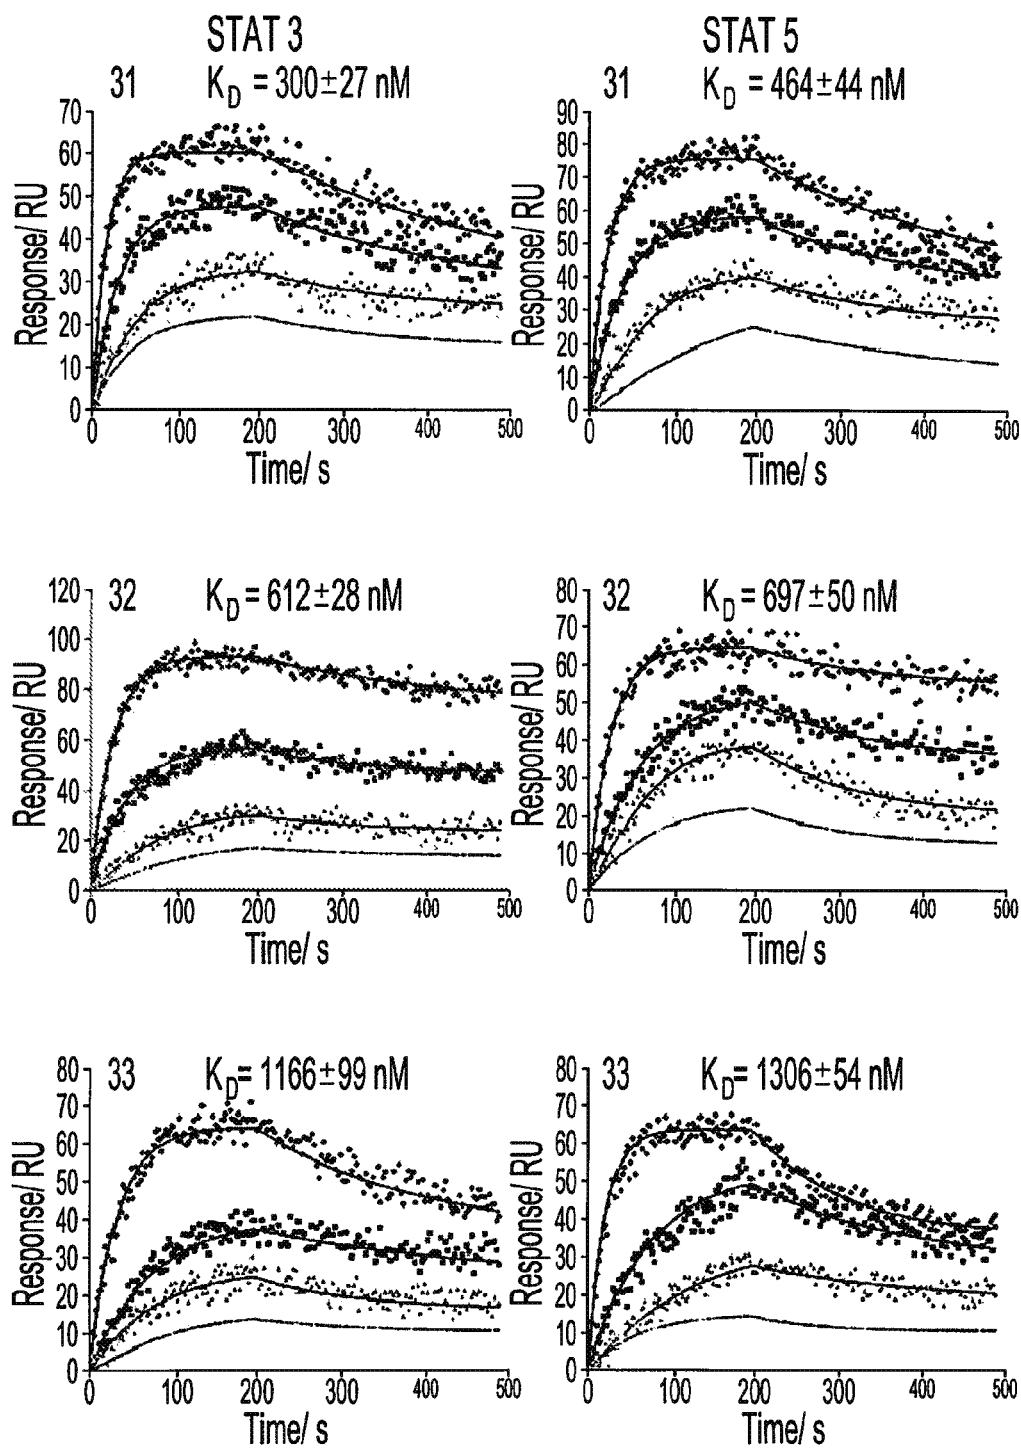 STAT 3
31 K_D = 300±27 nM
70
60
50
40
30
20
10
0
Response/ RU
0 100 200 300 400 500
Time/ s
STAT 5
31 K_D = 464±44 nM
90
80
70
60
50
40
30
20
10
0
Response/ RU
0 100 200 300 400 500
Time/ s
32 K_D = 612±28 nM
120
100
80
60
40
20
0
Response/ RU
0 100 200 300 400 500
Time/ s
32 K_D = 697±50 nM
80
70
60
50
40
30
20
10
0
Response/ RU
0 100 200 300 400 500
Time/ s
33 K_D= 1166±99 nM
80
70
60
50
40
30
20
10
0
Response/ RU
0 100 200 300 400 500
Time/ s
33 K_D= 1306±54 nM
80
70
60
50
40
30
20
10
0
Response/ RU
0 100 200 300 400 500
Time/ s